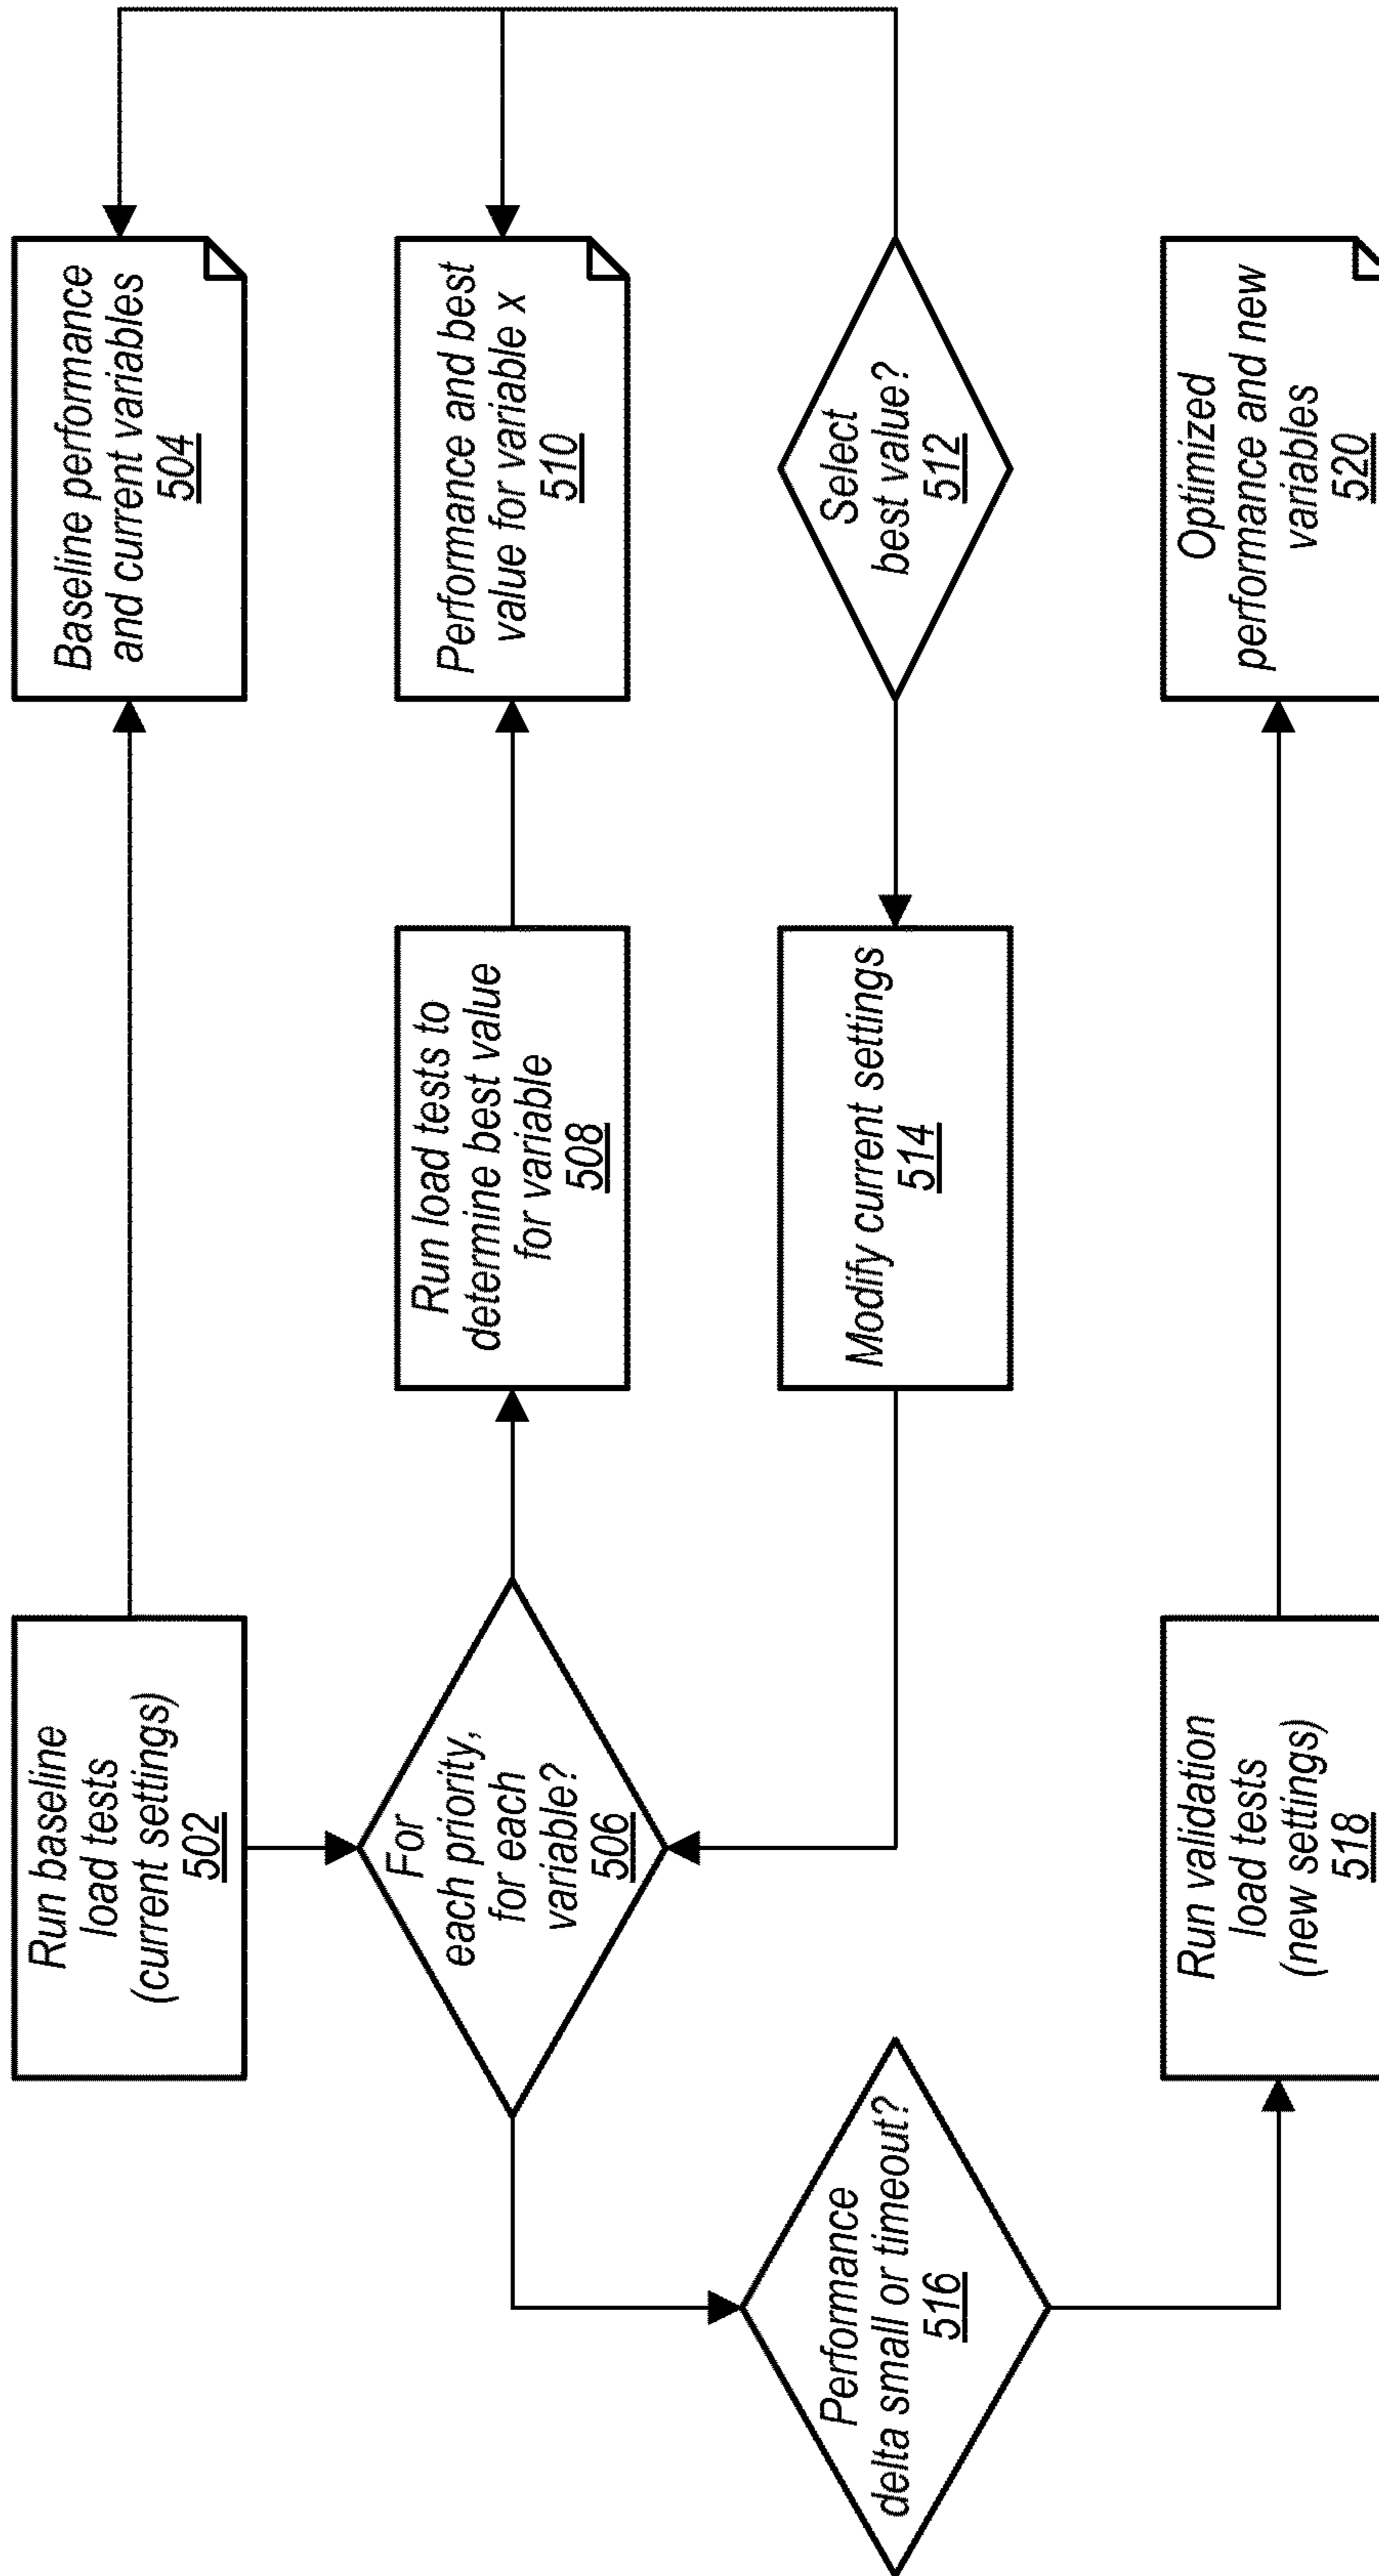 Run baseline
load tests
(current settings)
502
Baseline performance
and current variables
504
For
each priority,
for each
variable?
506
Run load tests to
determine best value
for variable
508
Performance and best
value for variable x
510
Performance
delta small or timeout?
516
Modify current settings
514
Select
best value?
512
Run validation
load tests
(new settings)
518
Optimized
performance and new
variables
520